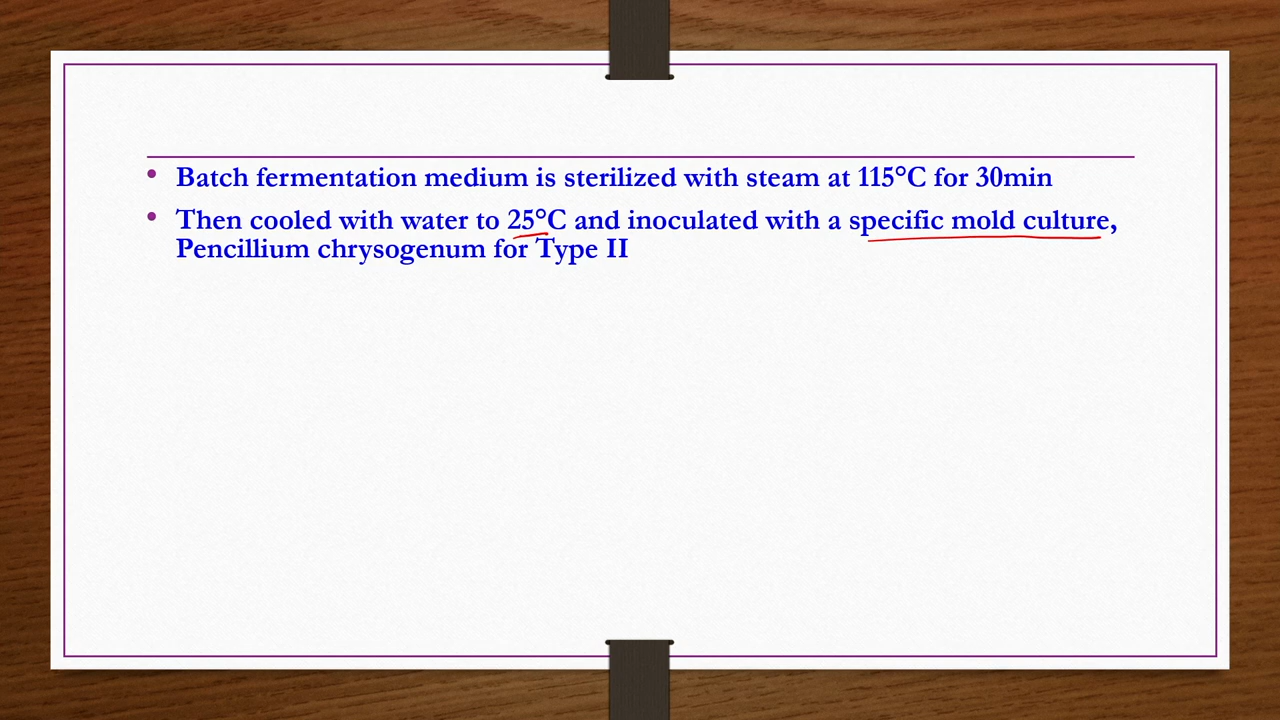 • Batch fermentation medium is sterilized with steam at 115°C for 30min
• Then cooled with water to 25°C and inoculated with a specific mold culture,
Pencillium chrysogenum for Type II